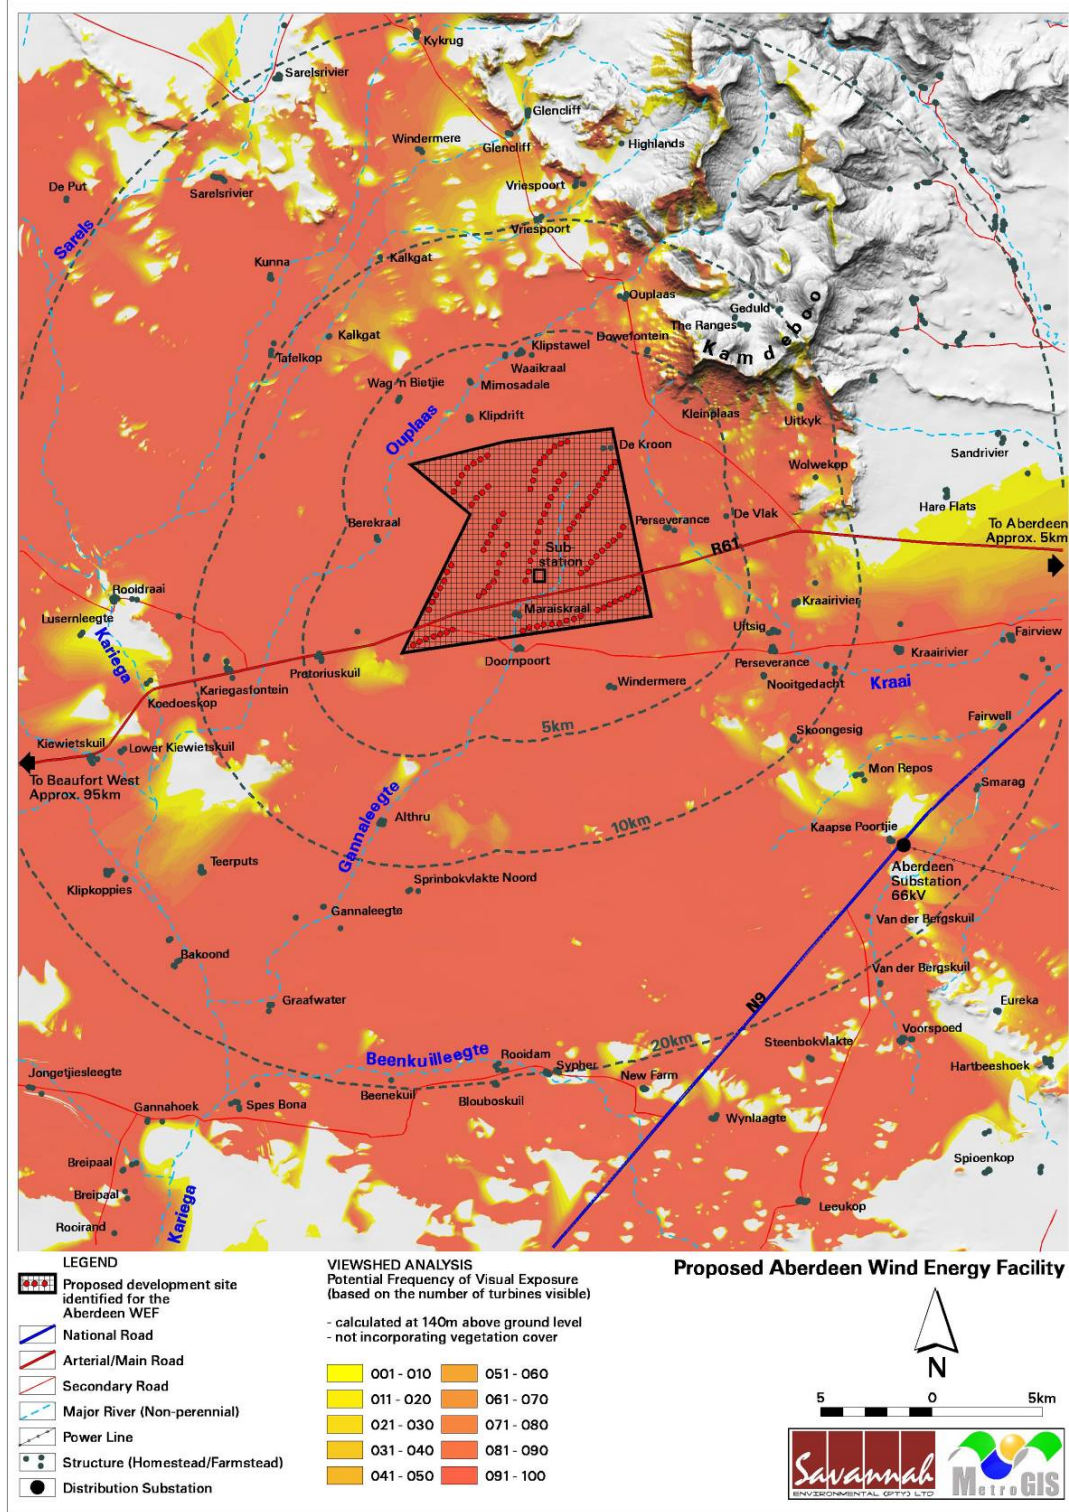 Kykrug
Sarelsrivier
Glencliff
Windermere
Glencliff
Highlands
De Put
Sarelsrivier
Vriespoort
Sarels
Vriespoort
Kunna
Kalkgat
Ouplaas
Geduld
Kamdeboo
The Ranges
Kalkgat
Klipstawel
Dowefontein
Tafelkop
Waaikraal
Wag 'n Bietjie
Mimosadale
Ouplaas
Klipdrift
Kleinplaas
Uitkyk
De Kroon
Sandrivier
Wolwekop
Hare Flats
Berekraal
Perseverance
De Vlak
To Aberdeen
Approx. 5km
R61
Sub-
station
Rooidraai
Lusernleegte
Maraiskraal
Kraairivier
Uitsig
Fairview
Kariega
Doornpoort
Perseverance
Kraairivier
Pretoriuskuil
Kariegasfontein
Windermere
Nooitgedacht
Kraai
Koedoeskop
Fairwell
5km
Skoongesig
Kiewietskuil
Lower Kiewietskuil
To Beaufort West
Approx. 95km
Mon Repos
Smarag
Gannaleegte
Althru
10km
Kaapse Poortjie
Aberdeen
Substation
66kV
Teerputs
Klipkoppies
Sprinbokvlakte Noord
Gannaleegte
Van der Bergskuil
Bakoond
Van der Bergskuil
Graafwater
N9
Eureka
Voorspoed
Steenbokvlakte
20km
Beenkuilleegte
Rooidam
Sypher
Hartbeeshoek
Jongetjiesleegte
New Farm
Beenekuil
Blouboskuil
Gannahoek
Spes Bona
Wynlaagte
Breipaal
Spioenkop
Breipaal
Kariega
Leeukop
Rooirand
LEGEND
Proposed development site
identified for the
Aberdeen WEF
National Road
Arterial/Main Road
Secondary Road
Major River (Non-perennial)
Power Line
Structure (Homestead/Farmstead)
Distribution Substation
VIEWSHED ANALYSIS
Potential Frequency of Visual Exposure
(based on the number of turbines visible)
- calculated at 140m above ground level
- not incorporating vegetation cover
001 - 010
011 - 020
021 - 030
031 - 040
041 - 050
051 - 060
061 - 070
071 - 080
081 - 090
091 - 100
Proposed Aberdeen Wind Energy Facility
N
5 0 5km
Savannah
ENVIRONMENTAL (PTY) LTD
MetroGIS